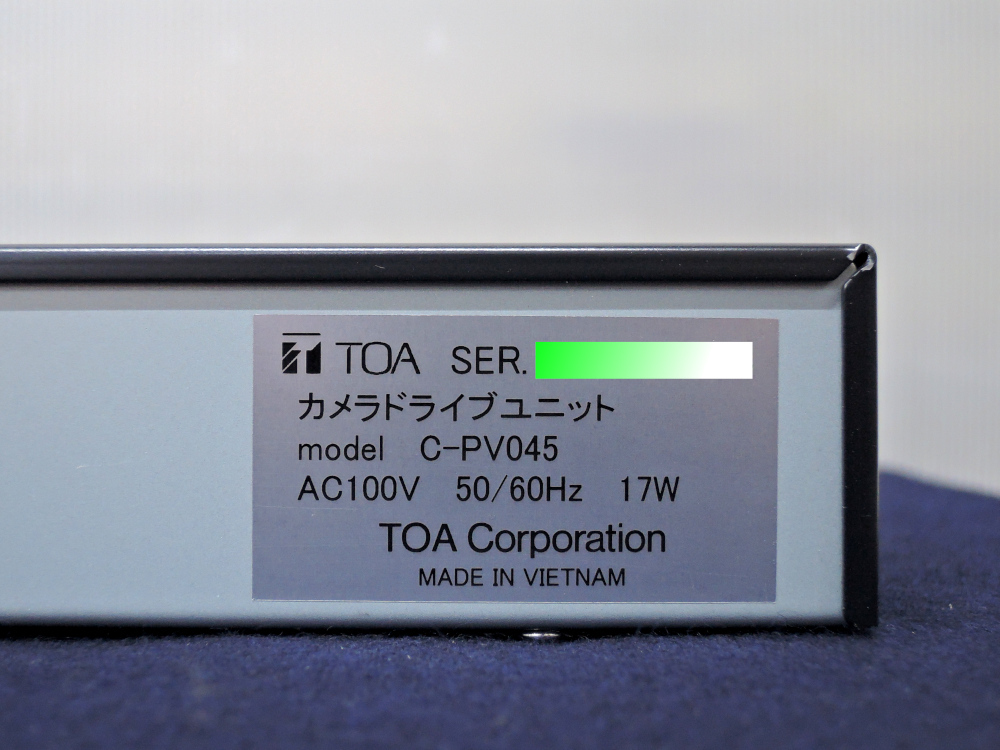 TOA SER.
カメラドライブユニット
model C-PV045
AC100V 50/60Hz 17W
TOA Corporation
MADE IN VIETNAM